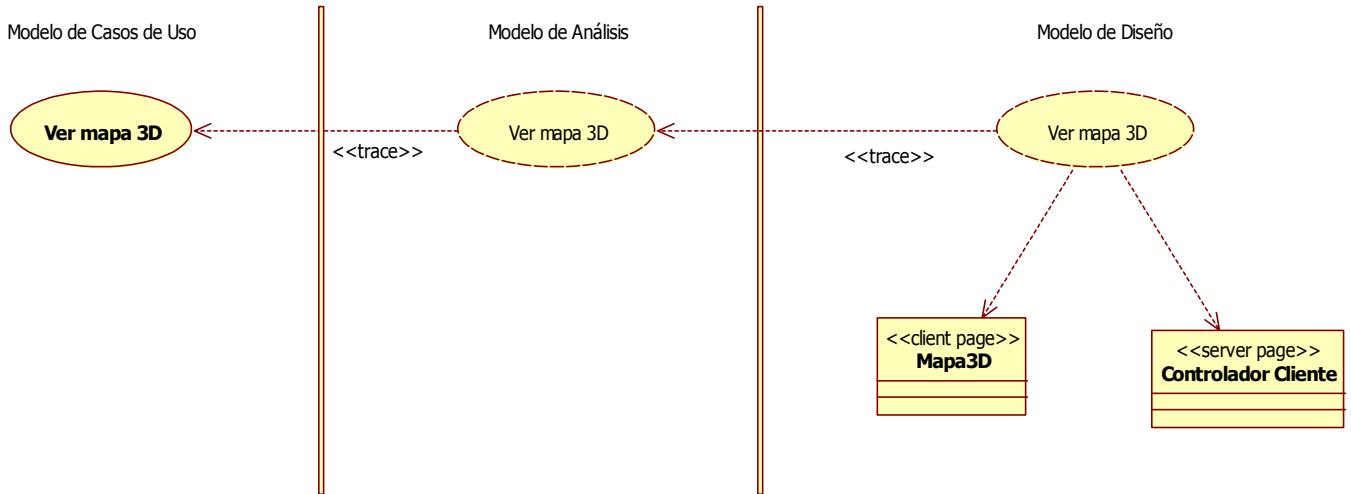 Modelo de Casos de Uso
Modelo de Análisis
Modelo de Diseño
Ver mapa 3D
Ver mapa 3D
Ver mapa 3D
<<trace>>
<<trace>>
<<client page>>
Mapa3D
<<server page>>
Controlador Cliente